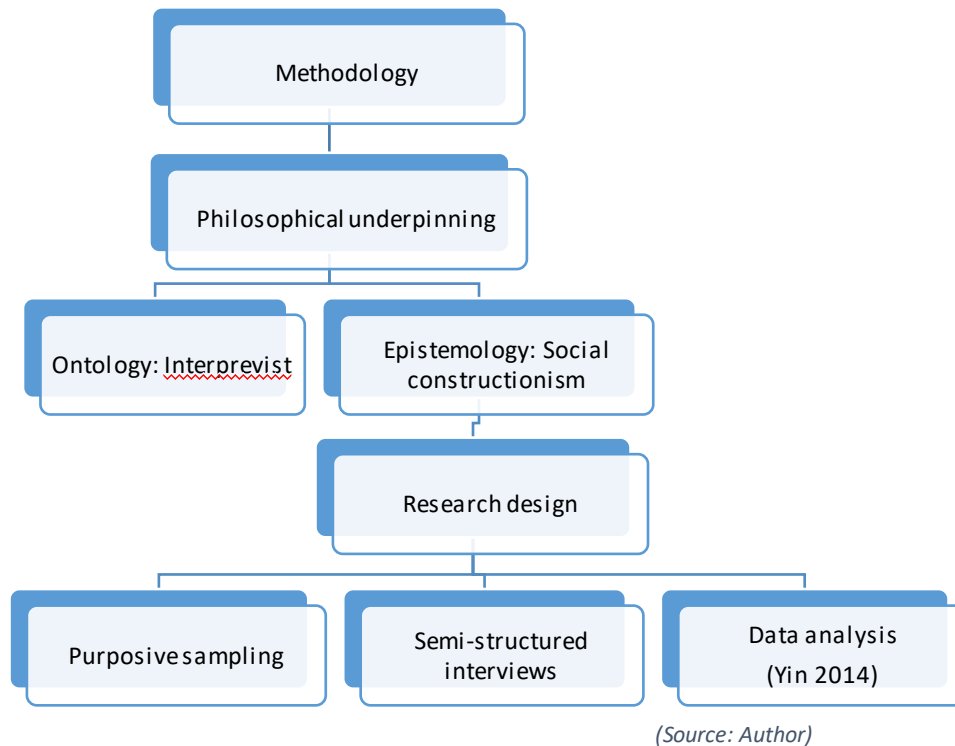 Methodology
Philosophical underpinning
Ontology: Interprevist
Epistemology: Social
constructionism
Research design
Purposive sampling
Semi-structured
interviews
Data analysis
(Yin 2014)
(Source: Author)